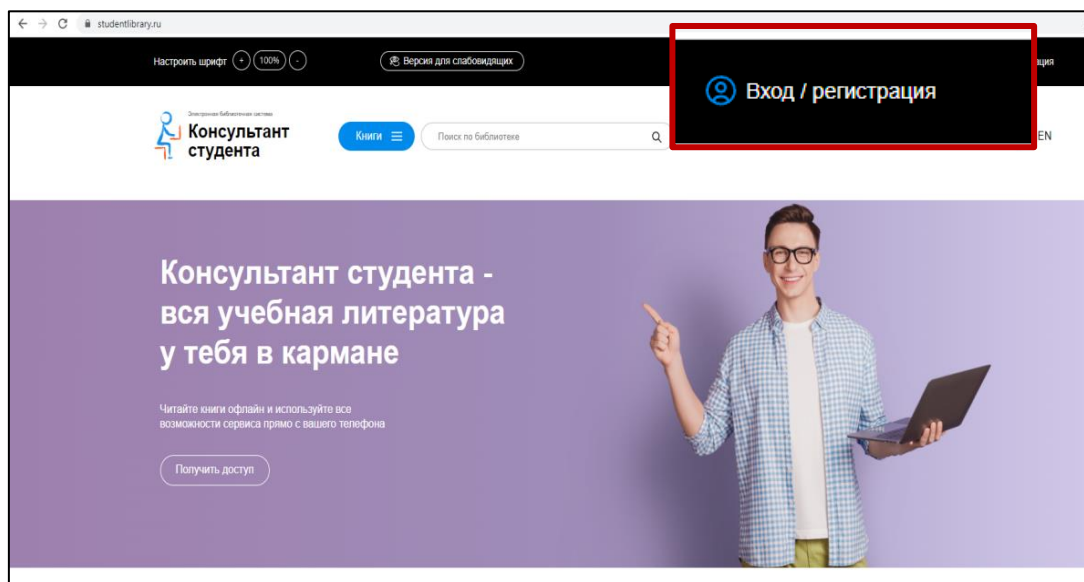 studentlibrary.ru
Настроить шрифт + 100% - Версия для слабовидящих
Вход / регистрация
ация
Электронная библиотечная система
Консультант
студента
Книги
Поиск по библиотеке
EN
Консультант студента -
вся учебная литература
у тебя в кармане
Читайте книги офлайн и используйте все
возможности сервиса прямо с вашего телефона
Получить доступ